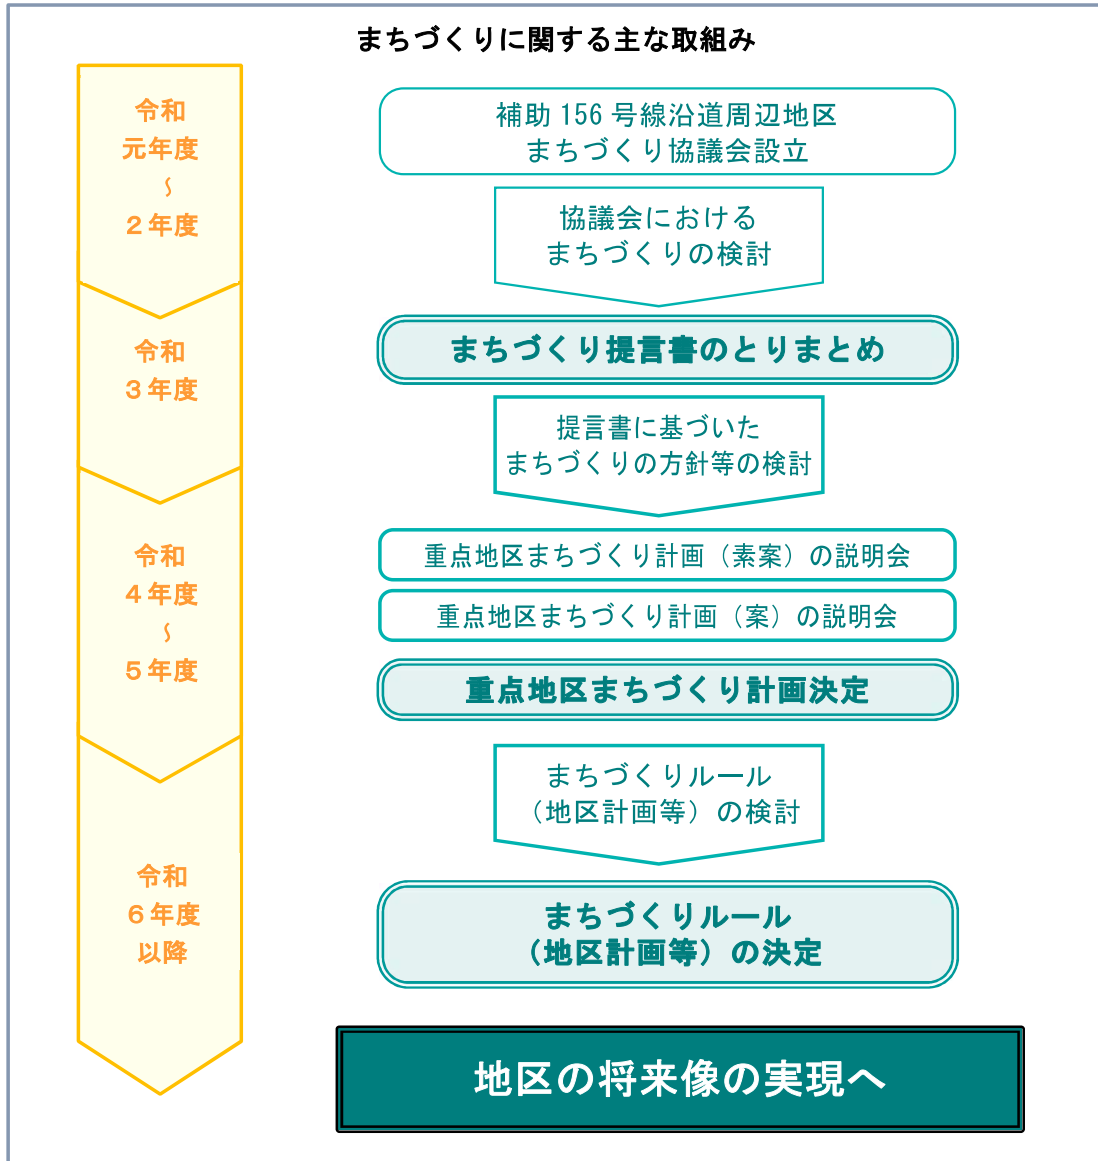 まちづくりに関する主な取組み
令和
元年度
～
２年度
補助156号線沿道周辺地区
まちづくり協議会設立
協議会における
まちづくりの検討
令和
３年度
まちづくり提言書のとりまとめ
提言書に基づいた
まちづくりの方針等の検討
令和
４年度
～
５年度
重点地区まちづくり計画（素案）の説明会
重点地区まちづくり計画（案）の説明会
重点地区まちづくり計画決定
まちづくりルール
（地区計画等）の検討
令和
６年度
以降
まちづくりルール
（地区計画等）の決定
地区の将来像の実現へ